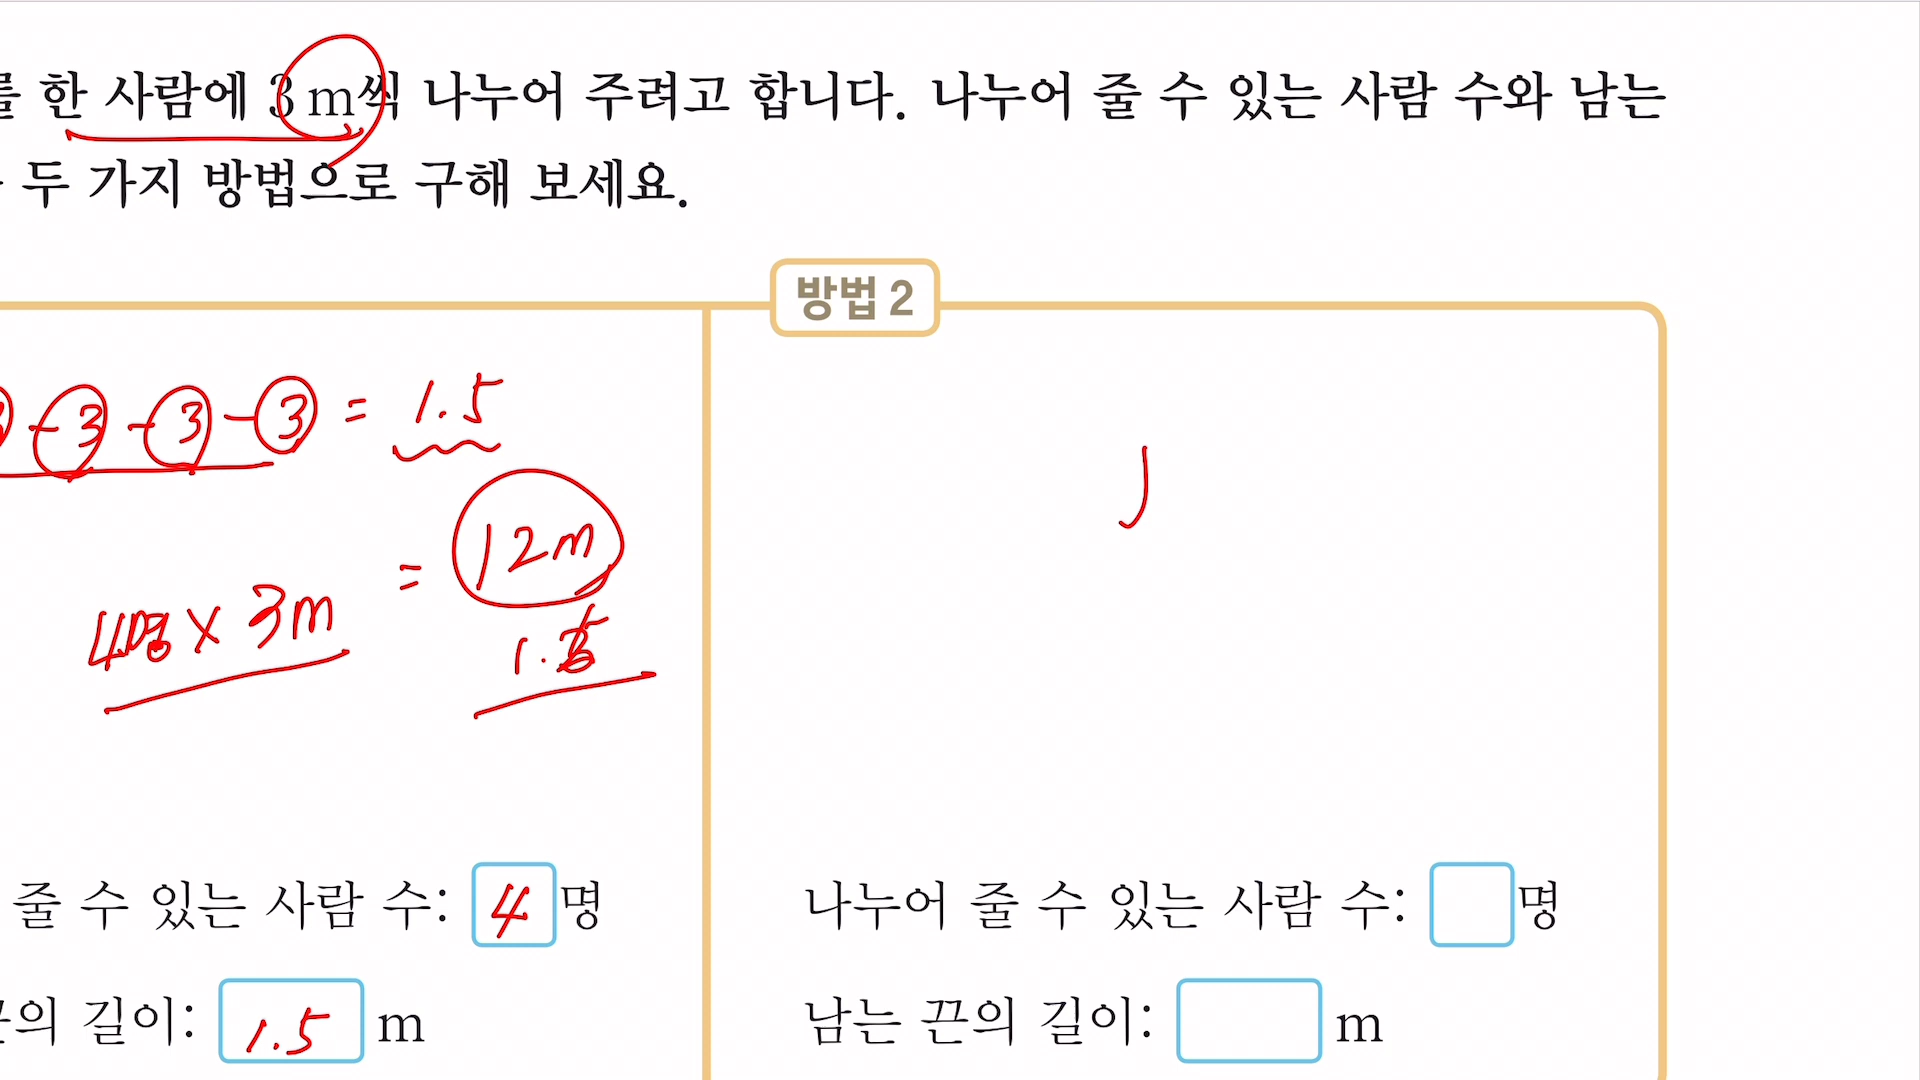 를 한 사람에 3 m씩 나누어 주려고 합니다. 나누어 줄 수 있는 사람 수와 남는
두 가지 방법으로 구해 보세요.
방법 2
- 3 - 3 - 3 = 1.5
4명 × 3m = 12m
1.5
줄 수 있는 사람 수: 4 명
끈의 길이: 1.5 m
나누어 줄 수 있는 사람 수: 명
남는 끈의 길이: m